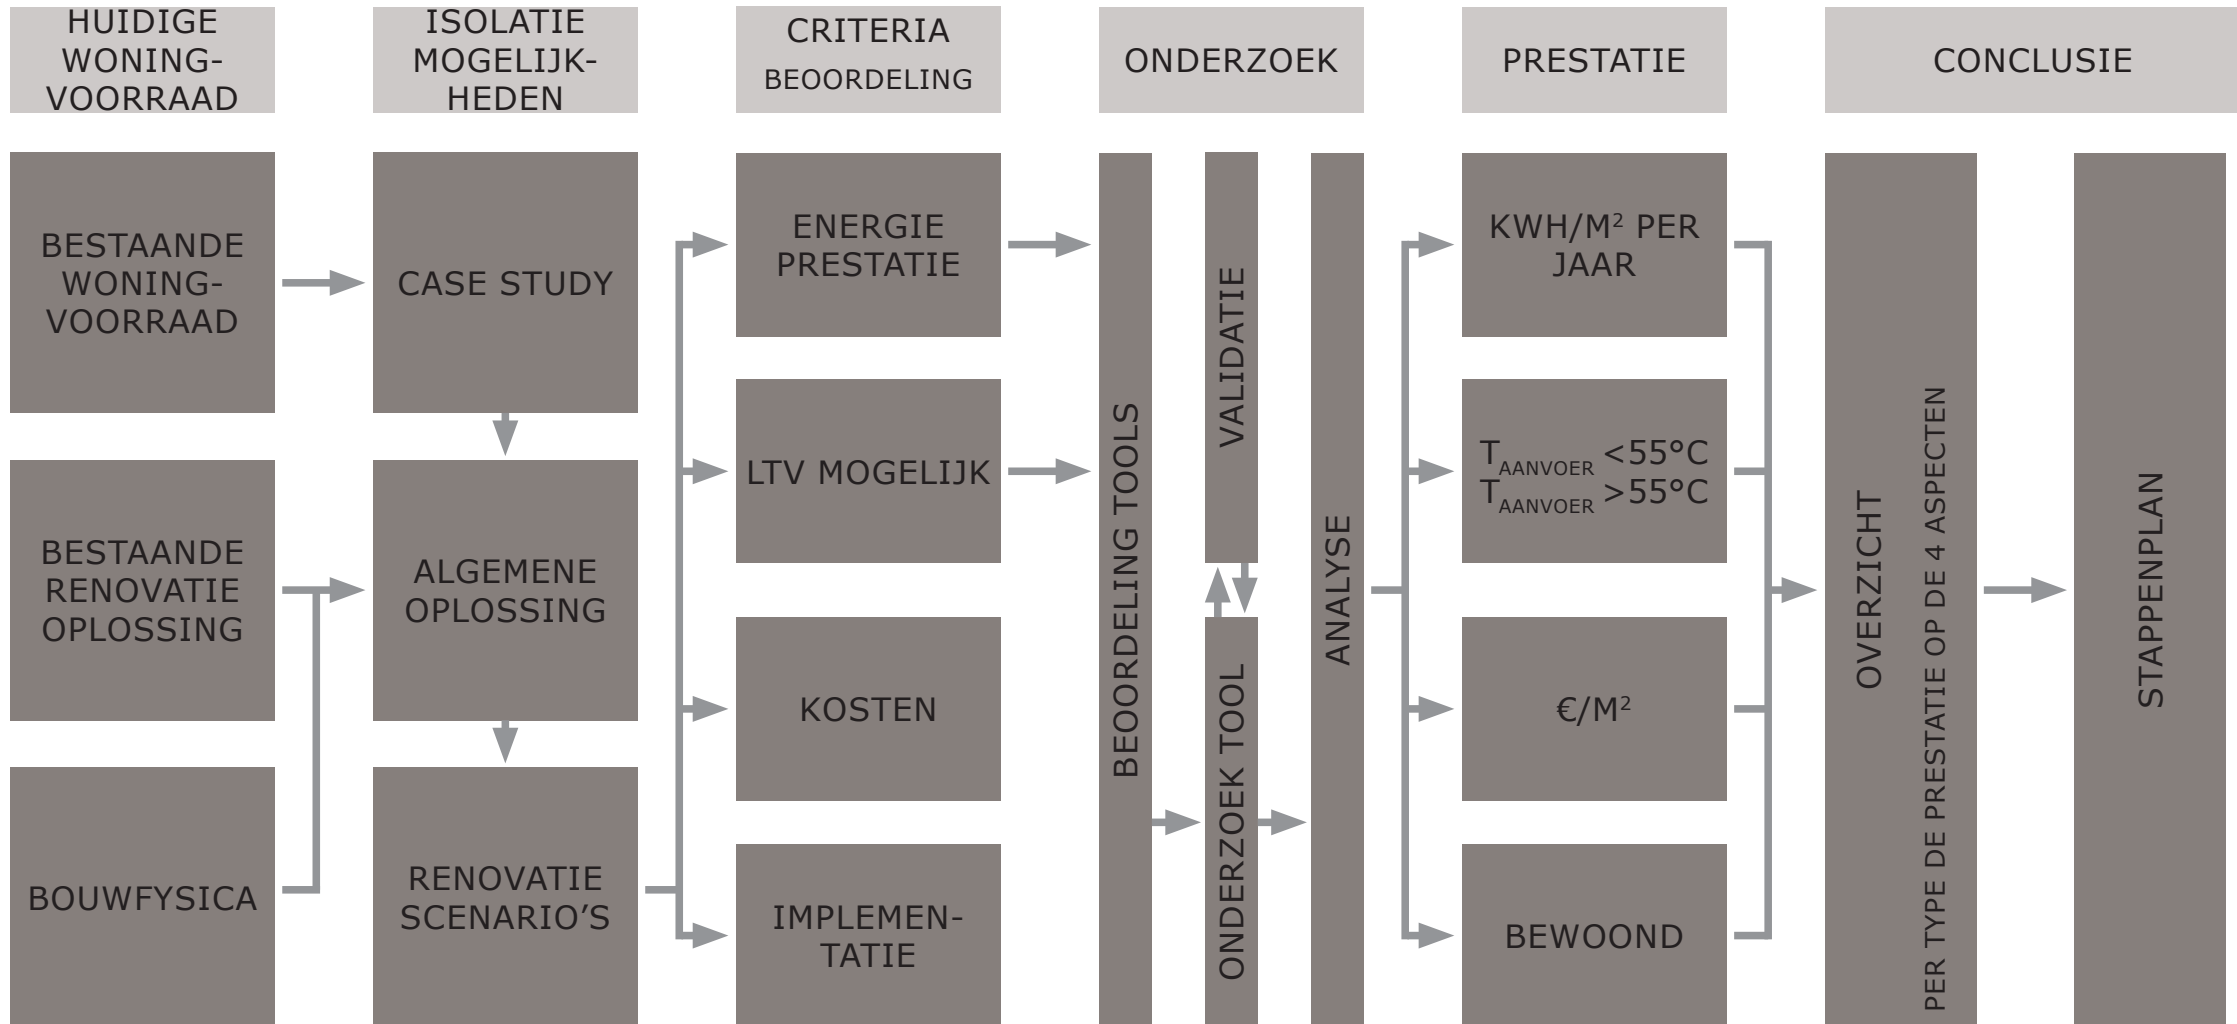 HUIDIGE
WONING-
VOORRAAD
ISOLATIE
MOGELIJK-
HEDEN
CRITERIA
BEOORDELING
ONDERZOEK
PRESTATIE
CONCLUSIE
BESTAANDE
WONING-
VOORRAAD
BESTAANDE
RENOVATIE
OPLOSSING
BOUWFYSICA
CASE STUDY
ALGEMENE
OPLOSSING
RENOVATIE
SCENARIO’S
ENERGIE
PRESTATIE
LTV MOGELIJK
KOSTEN
IMPLEMEN-
TATIE
BEOORDELING TOOLS
VALIDATIE
ONDERZOEK TOOL
ANALYSE
KWH/M² PER
JAAR
TAANVOER <55°C
TAANVOER >55°C
€/M²
BEWOOND
OVERZICHT
PER TYPE DE PRESTATIE OP DE 4 ASPECTEN
STAPPENPLAN